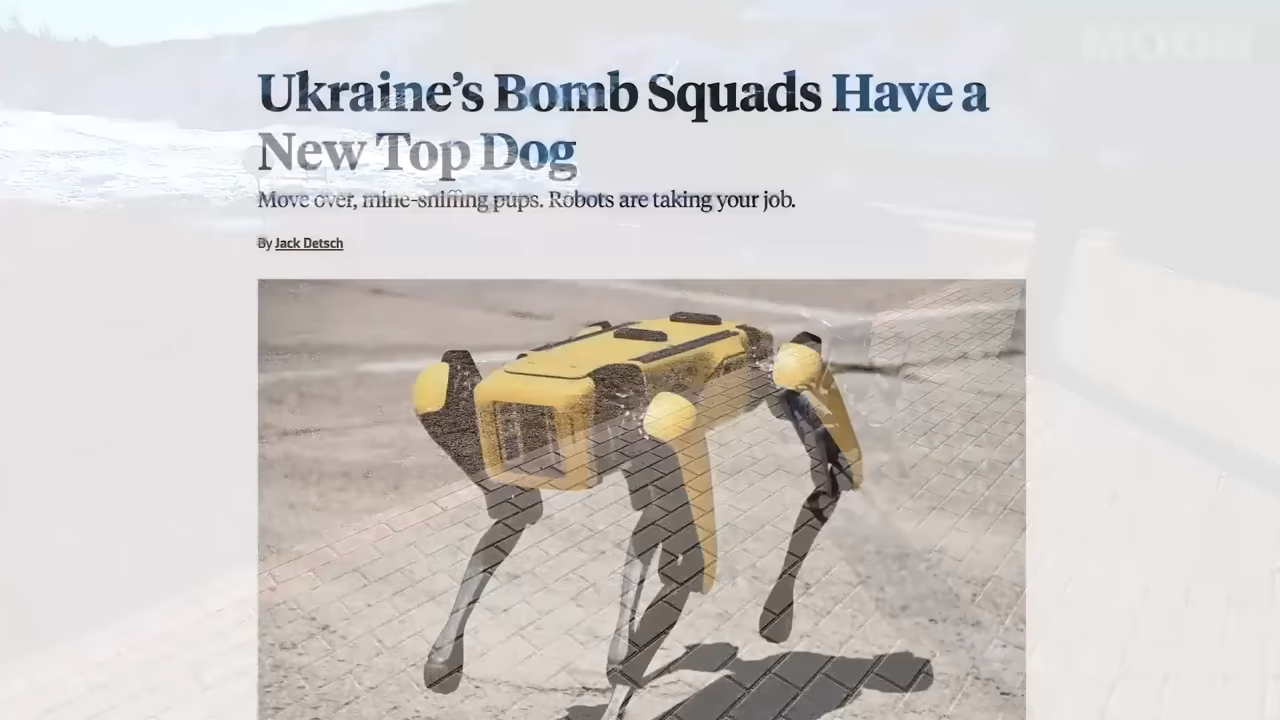 MOON
Ukraine's Bomb Squads Have a
New Top Dog
Move over, mine-sniffing pups. Robots are taking your job.
By Jack Detsch